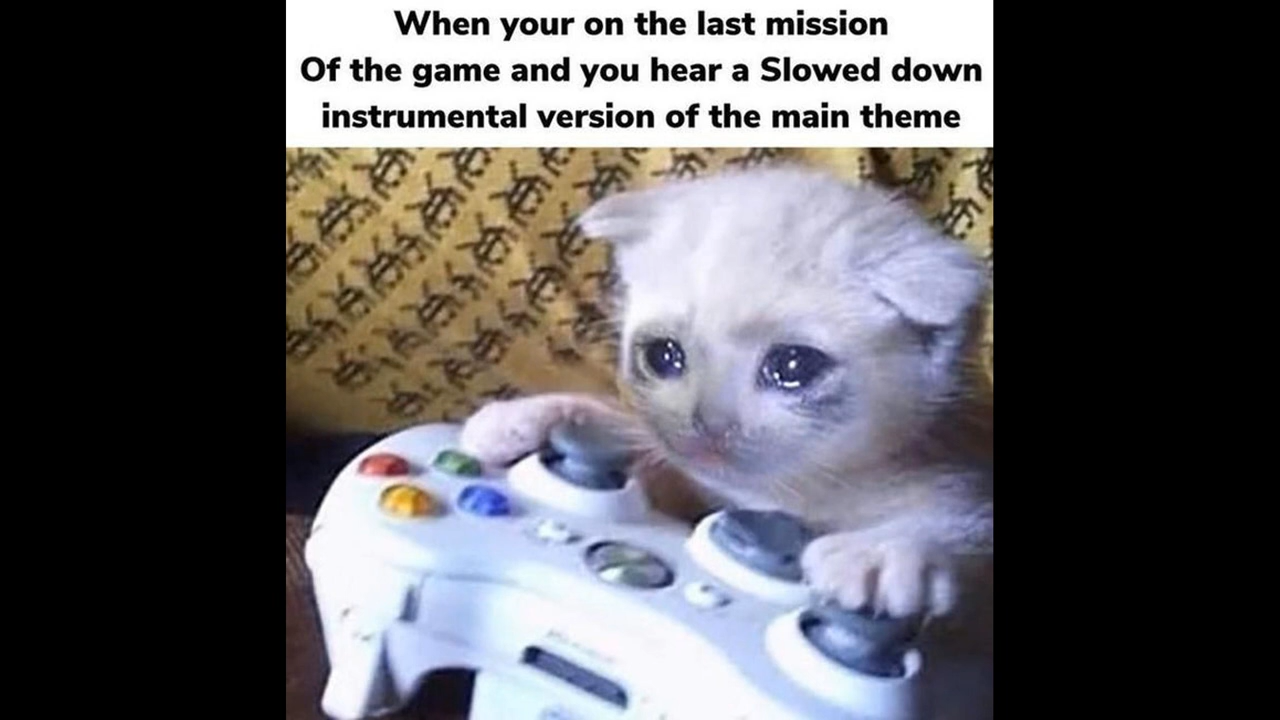 When your on the last mission
Of the game and you hear a Slowed down
instrumental version of the main theme